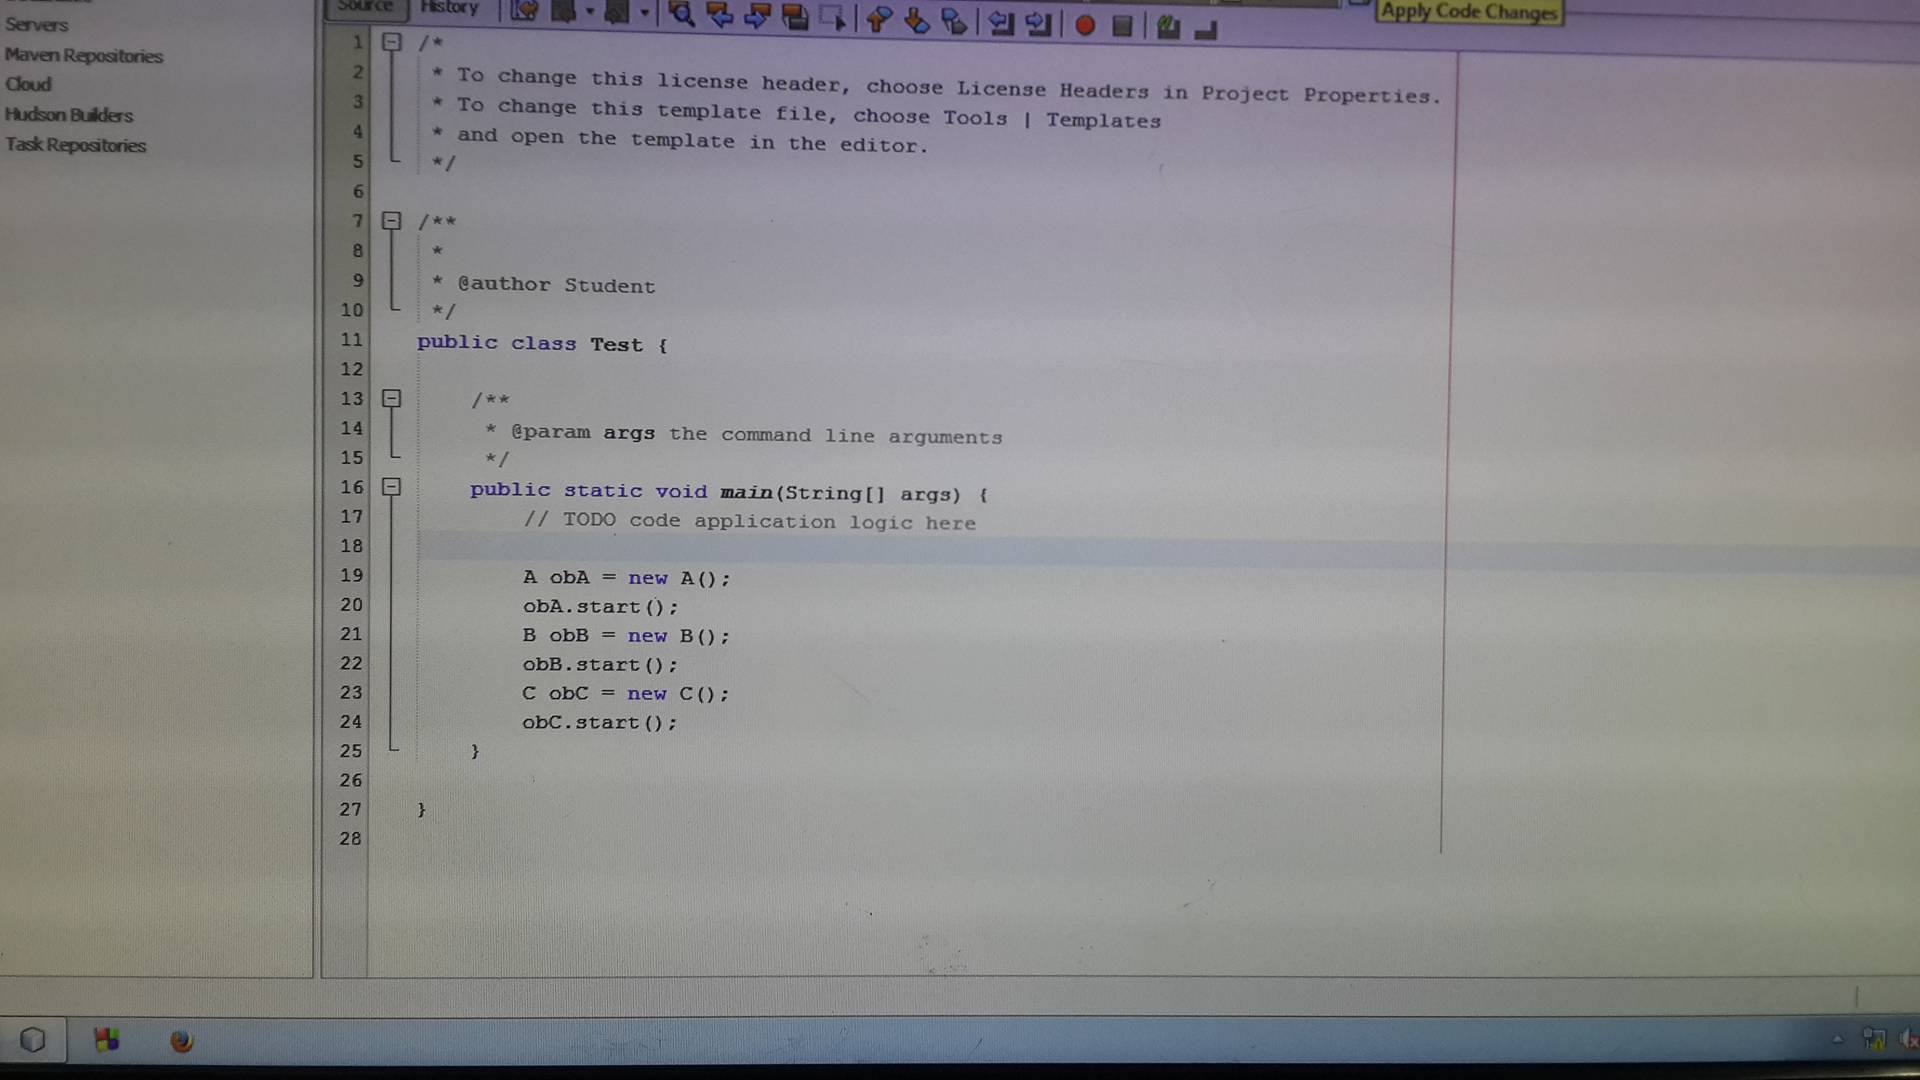 Servers
Maven Repositories
Cloud
Hudson Builders
Task Repositories
Source History
Apply Code Changes
1 /*
2 * To change this license header, choose License Headers in Project Properties.
3 * To change this template file, choose Tools | Templates
4 * and open the template in the editor.
5 */
6
7 /**
8 *
9 * @author Student
10 */
11 public class Test {
12
13 /**
14 * @param args the command line arguments
15 */
16 public static void main(String[] args) {
17 // TODO code application logic here
18
19 A obA = new A();
20 obA.start();
21 B obB = new B();
22 obB.start();
23 C obC = new C();
24 obC.start();
25 }
26
27 }
28